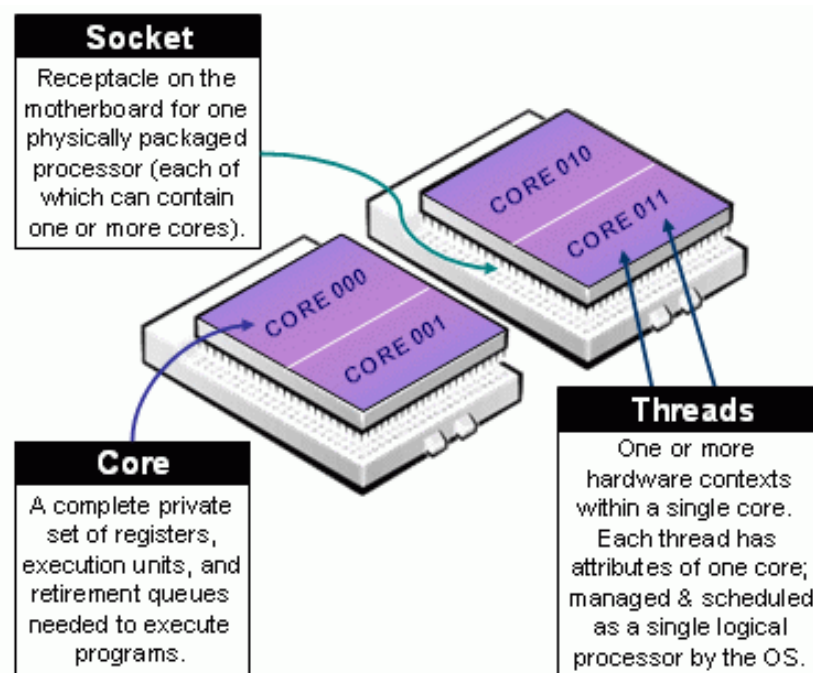 Socket
Receptacle on the
motherboard for one
physically packaged
processor (each of
which can contain
one or more cores).
CORE 010
CORE 011
CORE 000
CORE 001
Core
A complete private
set of registers,
execution units, and
retirement queues
needed to execute
programs.
Threads
One or more
hardware contexts
within a single core.
Each thread has
attributes of one core;
managed & scheduled
as a single logical
processor by the OS.